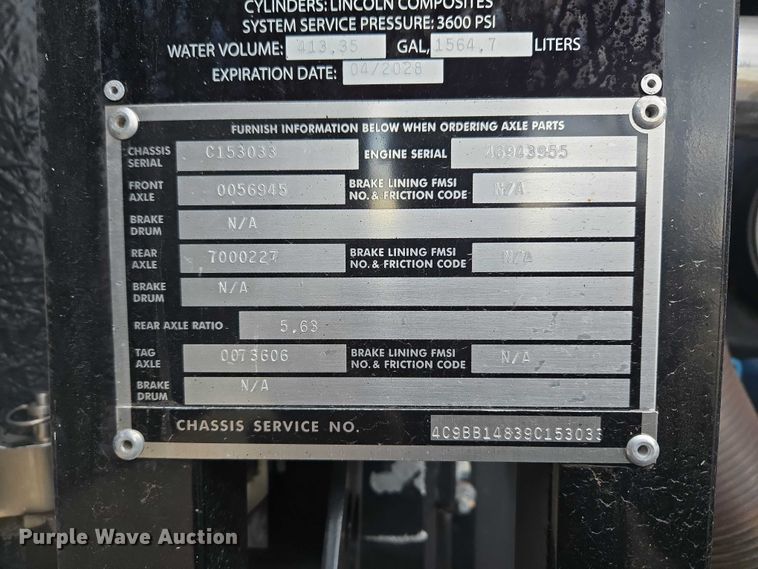 CYLINDERS: LINCOLN COMPOSITES
SYSTEM SERVICE PRESSURE: 3600 PSI
WATER VOLUME: 413.35 GAL, 1564.7 LITERS
EXPIRATION DATE: 04/2028
FURNISH INFORMATION BELOW WHEN ORDERING AXLE PARTS
CHASSIS SERIAL C153033 ENGINE SERIAL 46943955
FRONT AXLE 0056945 BRAKE LINING FMSI NO. & FRICTION CODE N/A
BRAKE DRUM N/A
REAR AXLE 7000227 BRAKE LINING FMSI NO. & FRICTION CODE N/A
BRAKE DRUM N/A
REAR AXLE RATIO 5.63
TAG AXLE 0073606 BRAKE LINING FMSI NO. & FRICTION CODE N/A
BRAKE DRUM N/A
CHASSIS SERVICE NO. 4C9BB14839C153033
Purple Wave Auction